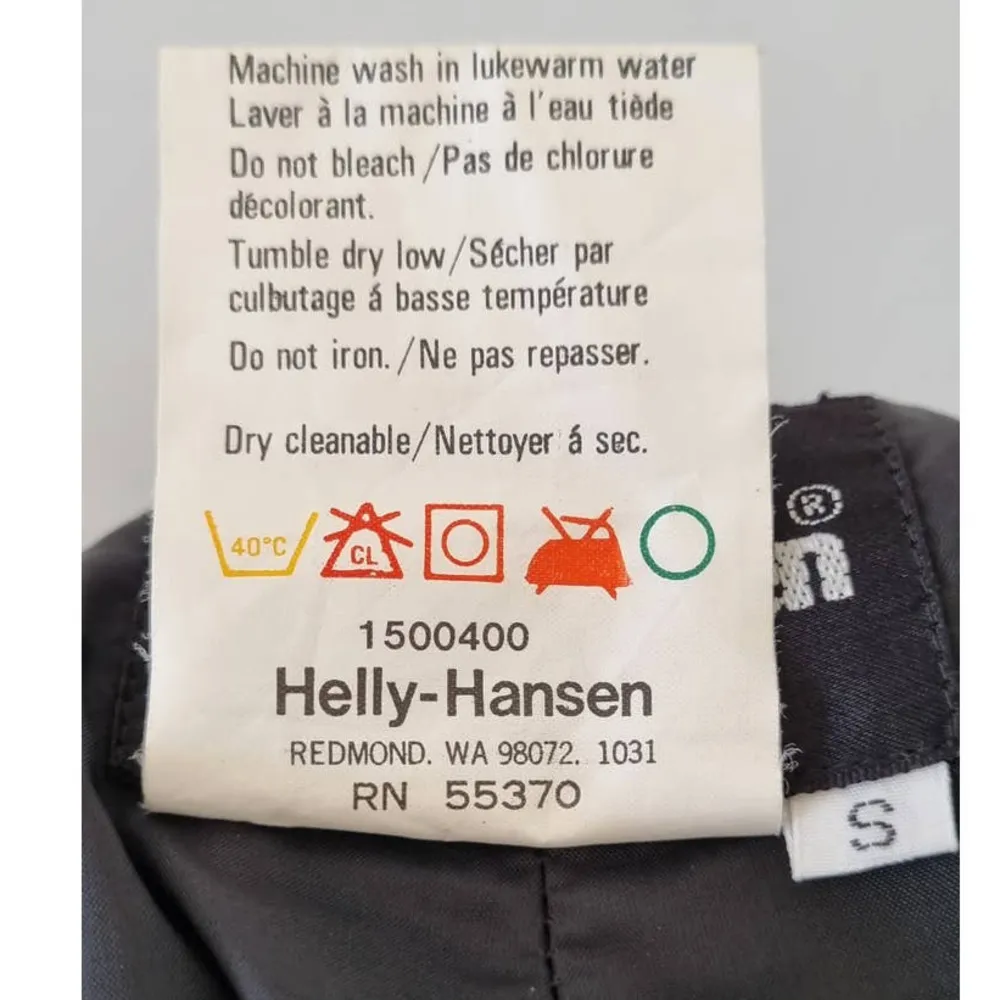 Machine wash in lukewarm water
Laver à la machine à l'eau tiède
Do not bleach/Pas de chlorure
décolorant.
Tumble dry low/Sécher par
culbutage á basse température
Do not iron./Ne pas repasser.
Dry cleanable/Nettoyer á sec.
40°C
CL
®
n
1500400
Helly-Hansen
REDMOND. WA 98072. 1031
RN 55370
S